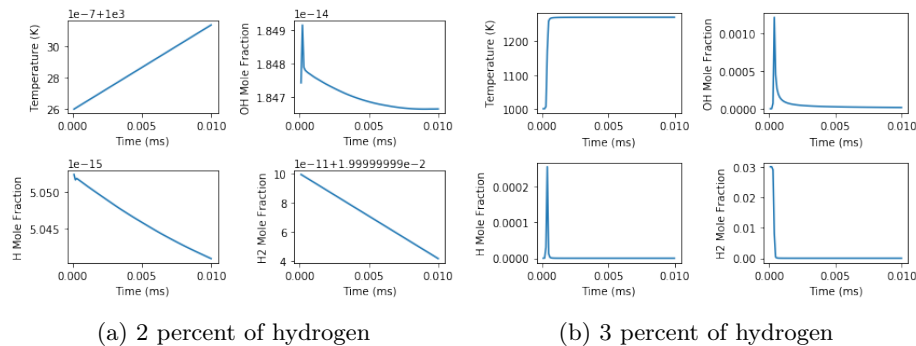 1e-7+1e3
30
28
26
Temperature (K)
0.000 0.005 0.010
Time (ms)
1e-14
1.849
1.848
1.847
OH Mole Fraction
0.000 0.005 0.010
Time (ms)
1e-15
5.050
5.045
H Mole Fraction
0.000 0.005 0.010
Time (ms)
1e-11+1.99999999e-2
10
8
6
4
H2 Mole Fraction
0.000 0.005 0.010
Time (ms)
(a) 2 percent of hydrogen
1200
1100
1000
Temperature (K)
0.000 0.005 0.010
Time (ms)
0.0010
0.0005
0.0000
OH Mole Fraction
0.000 0.005 0.010
Time (ms)
0.0002
0.0001
0.0000
H Mole Fraction
0.000 0.005 0.010
Time (ms)
0.03
0.02
0.01
0.00
H2 Mole Fraction
0.000 0.005 0.010
Time (ms)
(b) 3 percent of hydrogen